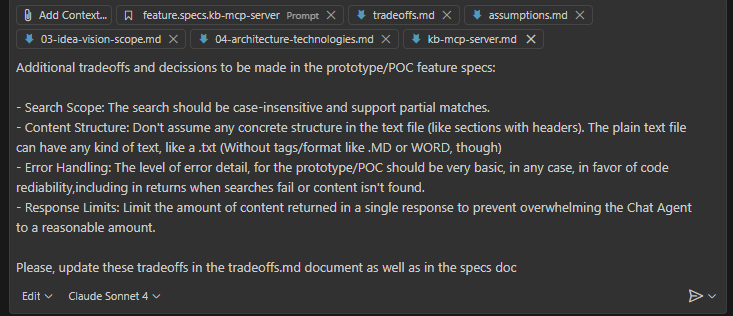 Add Context... feature.specs.kb-mcp-server Prompt × tradeoffs.md × assumptions.md ×
03-idea-vision-scope.md × 04-architecture-technologies.md × kb-mcp-server.md ×
Additional tradeoffs and decissions to be made in the prototype/POC feature specs:
- Search Scope: The search should be case-insensitive and support partial matches.
- Content Structure: Don't assume any concrete structure in the text file (like sections with headers). The plain text file
can have any kind of text, like a .txt (Without tags/format like .MD or WORD, though)
- Error Handling: The level of error detail, for the prototype/POC should be very basic, in any case, in favor of code
rediability,including in returns when searches fail or content isn't found.
- Response Limits: Limit the amount of content returned in a single response to prevent overwhelming the Chat Agent
to a reasonable amount.
Please, update these tradeoffs in the tradeoffs.md document as well as in the specs doc
Edit Claude Sonnet 4